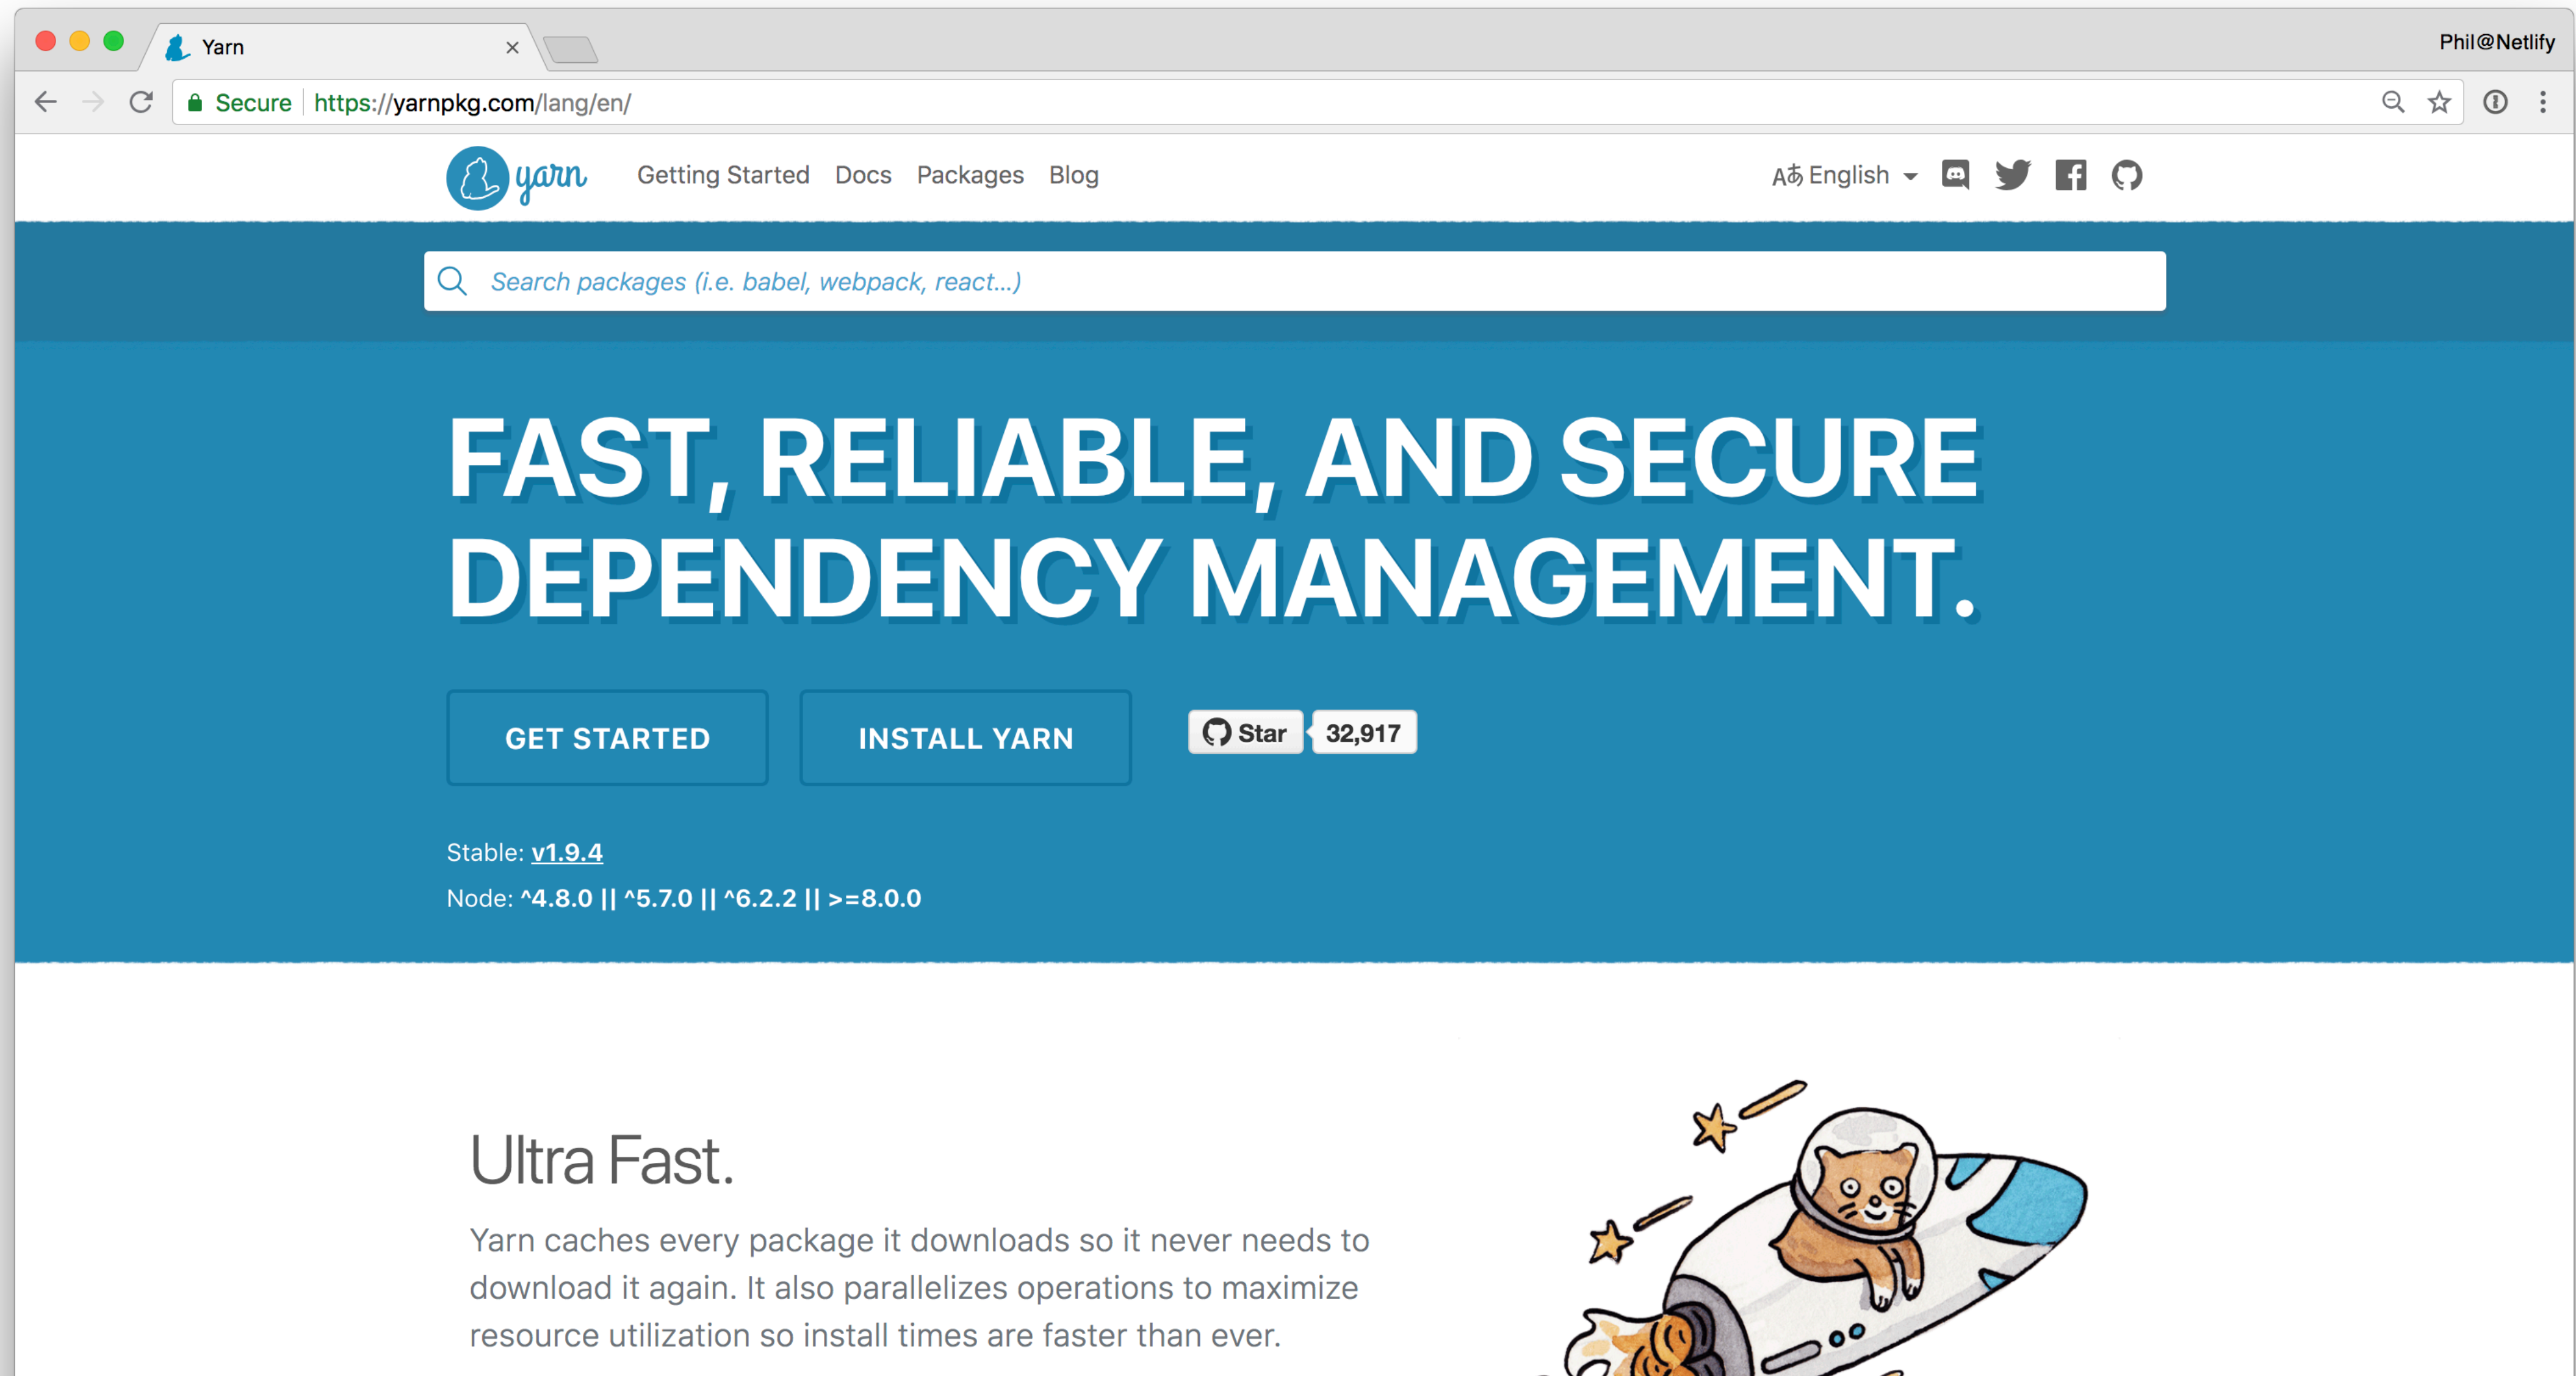 Yarn
Phil@Netlify
Secure https://yarnpkg.com/lang/en/
yarn Getting Started Docs Packages Blog Aあ English
Search packages (i.e. babel, webpack, react...)
FAST, RELIABLE, AND SECURE
DEPENDENCY MANAGEMENT.
GET STARTED INSTALL YARN Star 32,917
Stable: v1.9.4
Node: ^4.8.0 || ^5.7.0 || ^6.2.2 || >=8.0.0
Ultra Fast.
Yarn caches every package it downloads so it never needs to
download it again. It also parallelizes operations to maximize
resource utilization so install times are faster than ever.